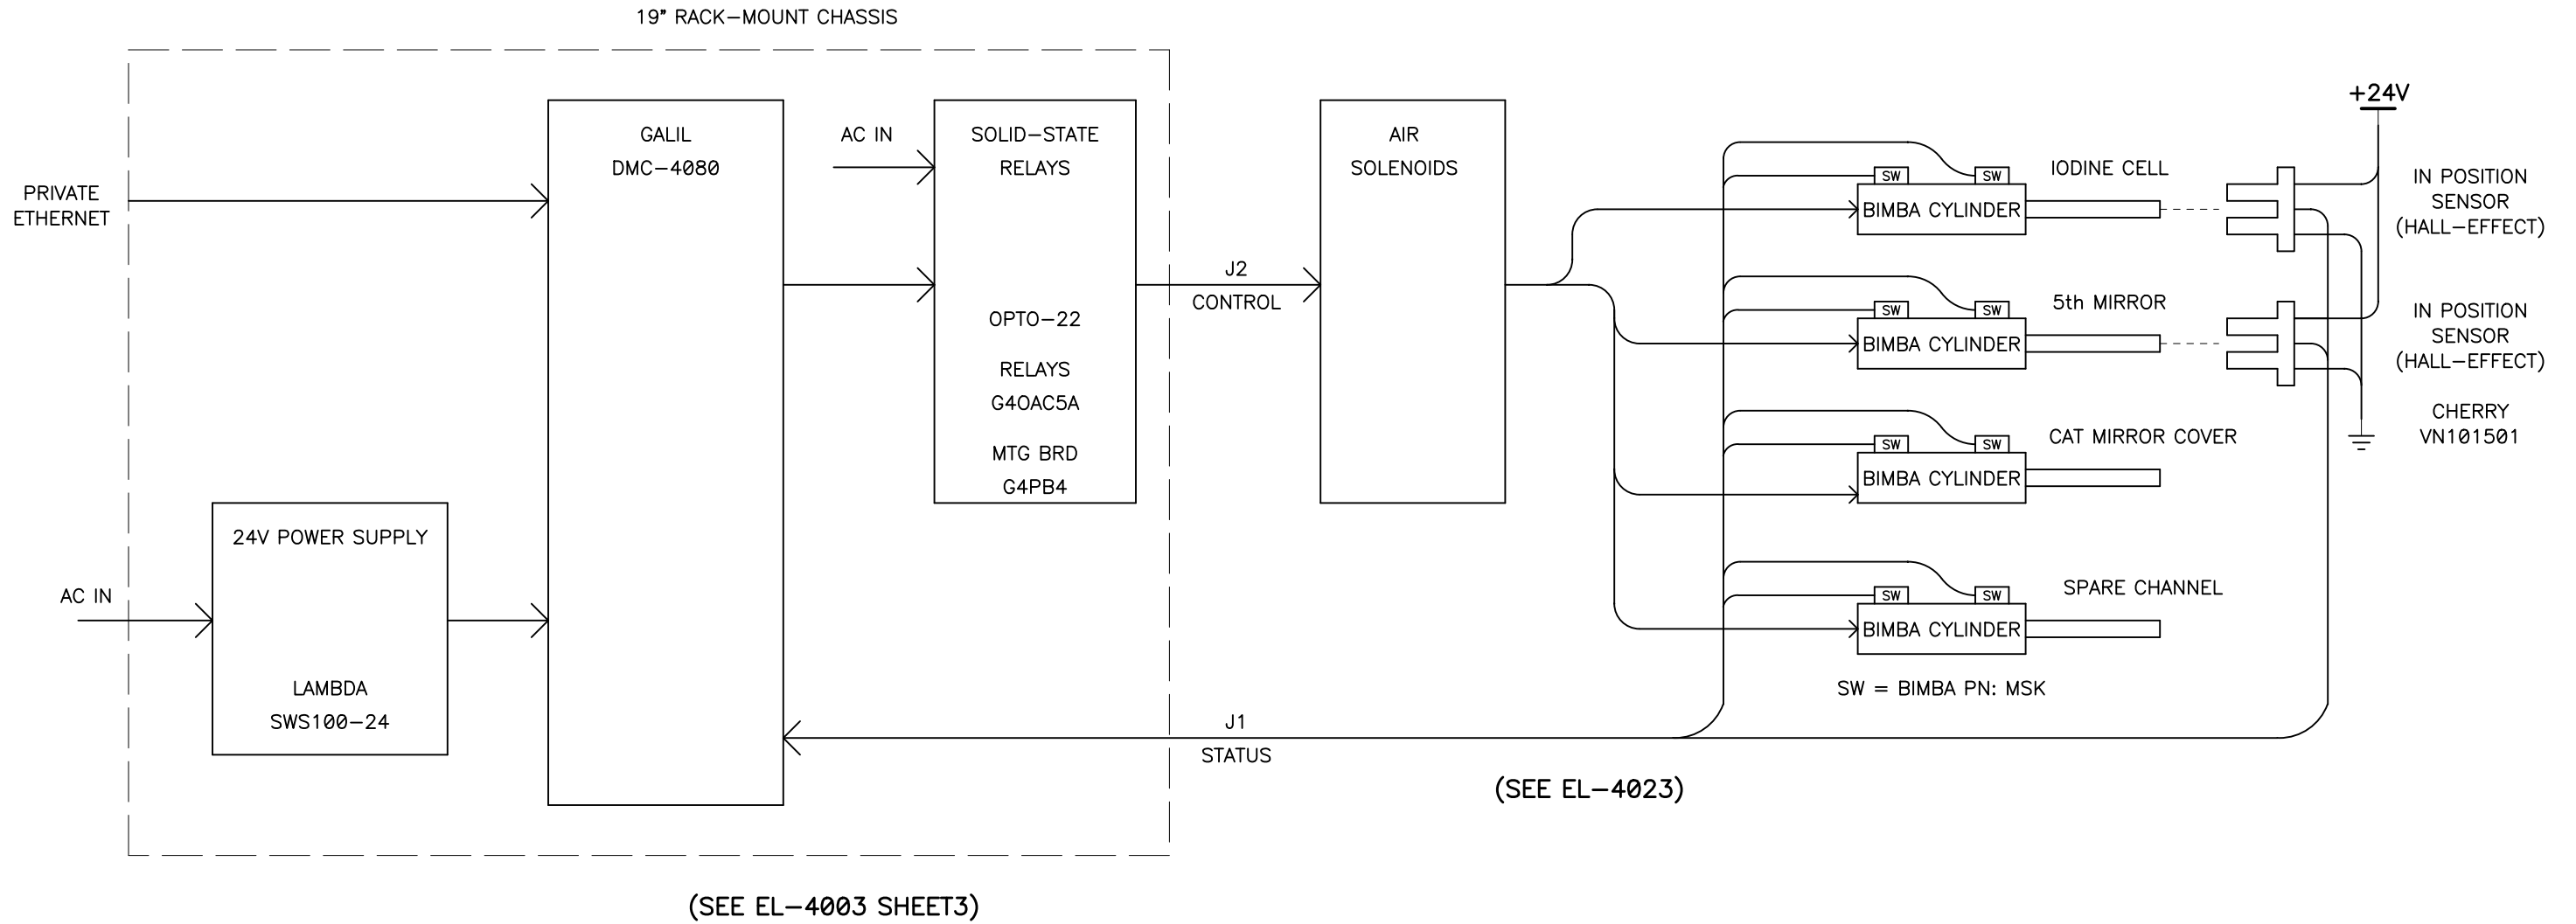 19" RACK-MOUNT CHASSIS
PRIVATE
ETHERNET
AC IN
24V POWER SUPPLY
LAMBDA
SWS100-24
GALIL
DMC-4080
AC IN
SOLID-STATE
RELAYS
OPTO-22
RELAYS
G4OAC5A
MTG BRD
G4PB4
J2
CONTROL
J1
STATUS
AIR
SOLENOIDS
SW
SW
IODINE CELL
BIMBA CYLINDER
SW
SW
5th MIRROR
BIMBA CYLINDER
SW
SW
CAT MIRROR COVER
BIMBA CYLINDER
SW
SW
SPARE CHANNEL
BIMBA CYLINDER
SW = BIMBA PN: MSK
+24V
IN POSITION
SENSOR
(HALL-EFFECT)
IN POSITION
SENSOR
(HALL-EFFECT)
CHERRY
VN101501
(SEE EL-4023)
(SEE EL-4003 SHEET3)